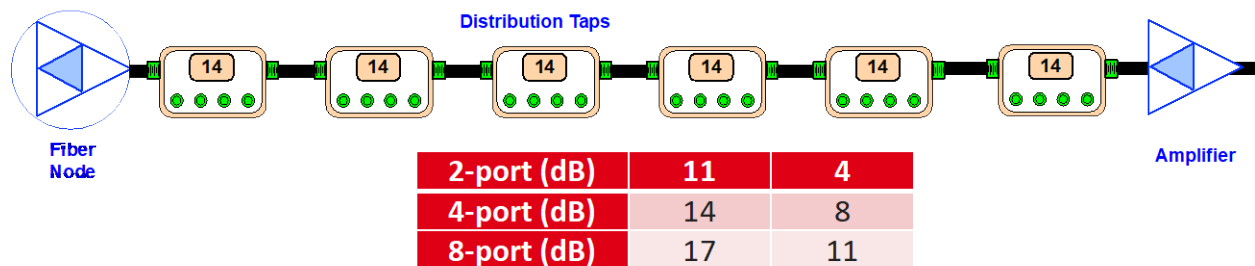 Distribution Taps
14 14 14 14 14 14
Fiber
Node
Amplifier
2-port (dB) 11 4
4-port (dB) 14 8
8-port (dB) 17 11